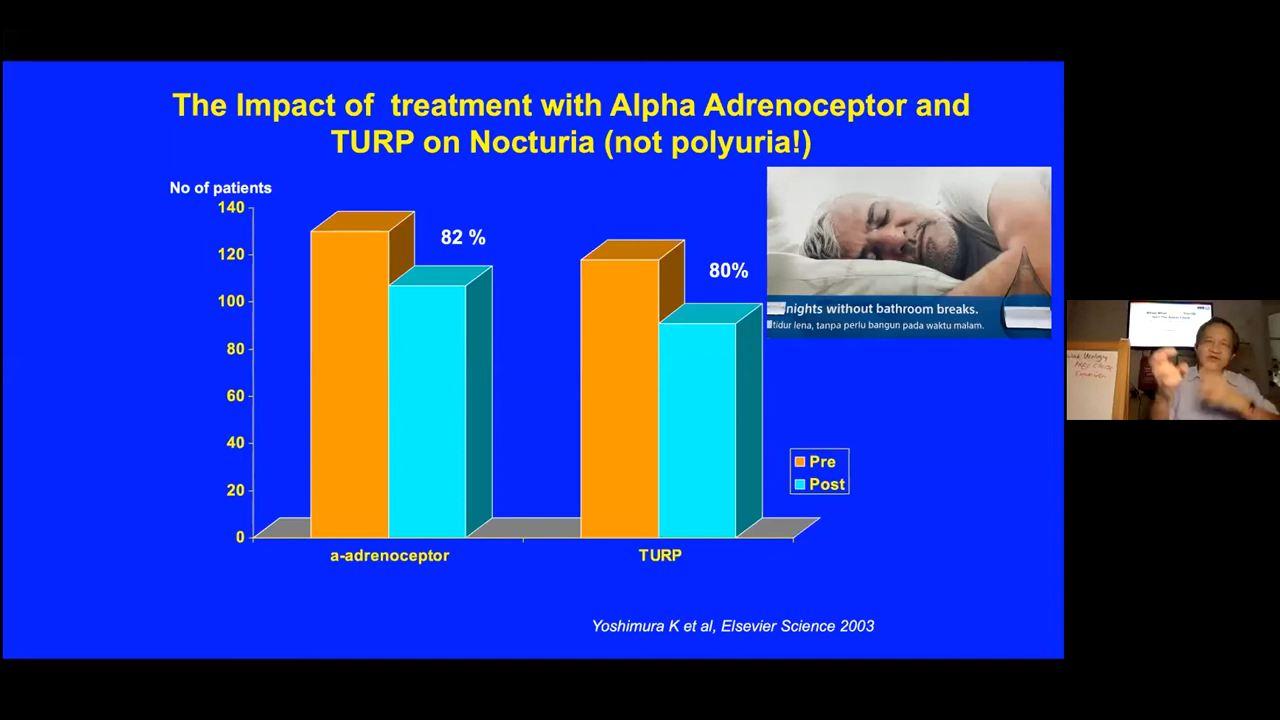 The Impact of treatment with Alpha Adrenoceptor and
TURP on Nocturia (not polyuria!)
No of patients
140
120
100
80
60
40
20
0
82 %
80%
a-adrenoceptor
TURP
nights without bathroom breaks.
tidur lena, tanpa perlu bangun pada waktu malam.
Pre
Post
Yoshimura K et al, Elsevier Science 2003